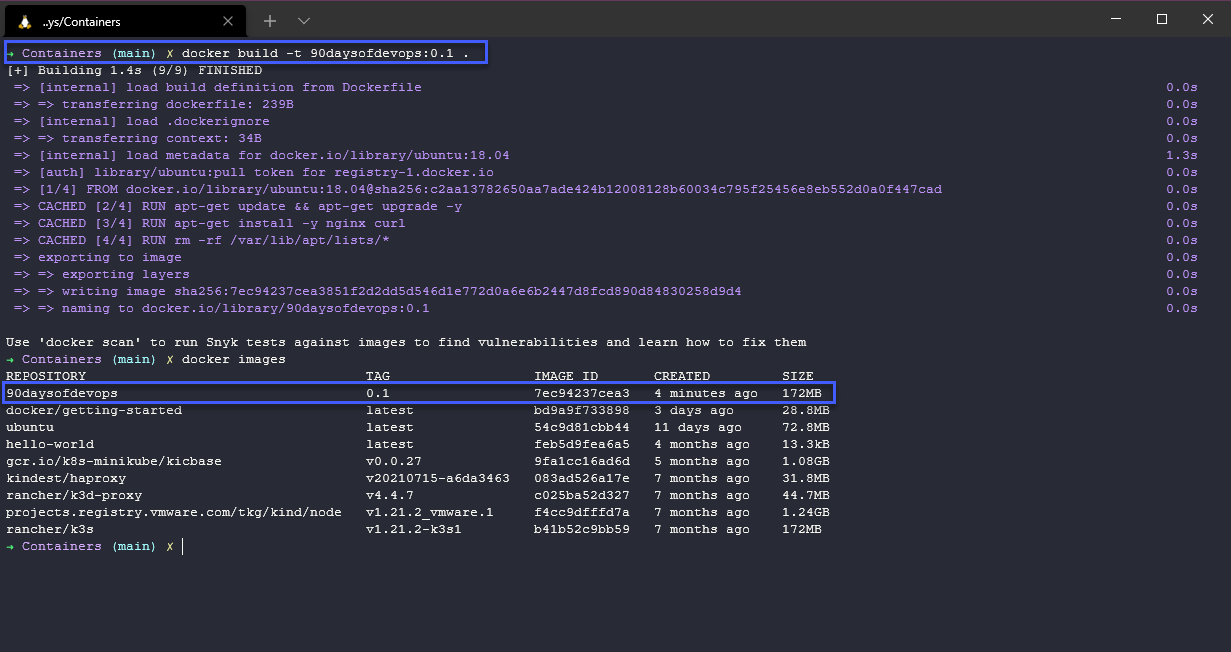 ..ys/Containers
→ Containers (main) ✗ docker build -t 90daysofdevops:0.1 .
[+] Building 1.4s (9/9) FINISHED
=> [internal] load build definition from Dockerfile 0.0s
=> => transferring dockerfile: 239B 0.0s
=> [internal] load .dockerignore 0.0s
=> => transferring context: 34B 0.0s
=> [internal] load metadata for docker.io/library/ubuntu:18.04 1.3s
=> [auth] library/ubuntu:pull token for registry-1.docker.io 0.0s
=> [1/4] FROM docker.io/library/ubuntu:18.04@sha256:c2aa13782650aa7ade424b12008128b60034c795f25456e8eb552d0a0f447cad 0.0s
=> CACHED [2/4] RUN apt-get update && apt-get upgrade -y 0.0s
=> CACHED [3/4] RUN apt-get install -y nginx curl 0.0s
=> CACHED [4/4] RUN rm -rf /var/lib/apt/lists/* 0.0s
=> exporting to image 0.0s
=> => exporting layers 0.0s
=> => writing image sha256:7ec94237cea3851f2d2dd5d546d1e772d0a6e6b2447d8fcd890d84830258d9d4 0.0s
=> => naming to docker.io/library/90daysofdevops:0.1 0.0s
Use 'docker scan' to run Snyk tests against images to find vulnerabilities and learn how to fix them
→ Containers (main) ✗ docker images
REPOSITORY TAG IMAGE ID CREATED SIZE
90daysofdevops 0.1 7ec94237cea3 4 minutes ago 172MB
docker/getting-started latest bd9a9f733898 3 days ago 28.8MB
ubuntu latest 54c9d81cbb44 11 days ago 72.8MB
hello-world latest feb5d9fea6a5 4 months ago 13.3kB
gcr.io/k8s-minikube/kicbase v0.0.27 9fa1cc16ad6d 5 months ago 1.08GB
kindest/haproxy v20210715-a6da3463 083ad526a17e 7 months ago 31.8MB
rancher/k3d-proxy v4.4.7 c025ba52d327 7 months ago 44.7MB
projects.registry.vmware.com/tkg/kind/node v1.21.2_vmware.1 f4cc9dfffd7a 7 months ago 1.24GB
rancher/k3s v1.21.2-k3s1 b41b52c9bb59 7 months ago 172MB
→ Containers (main) ✗